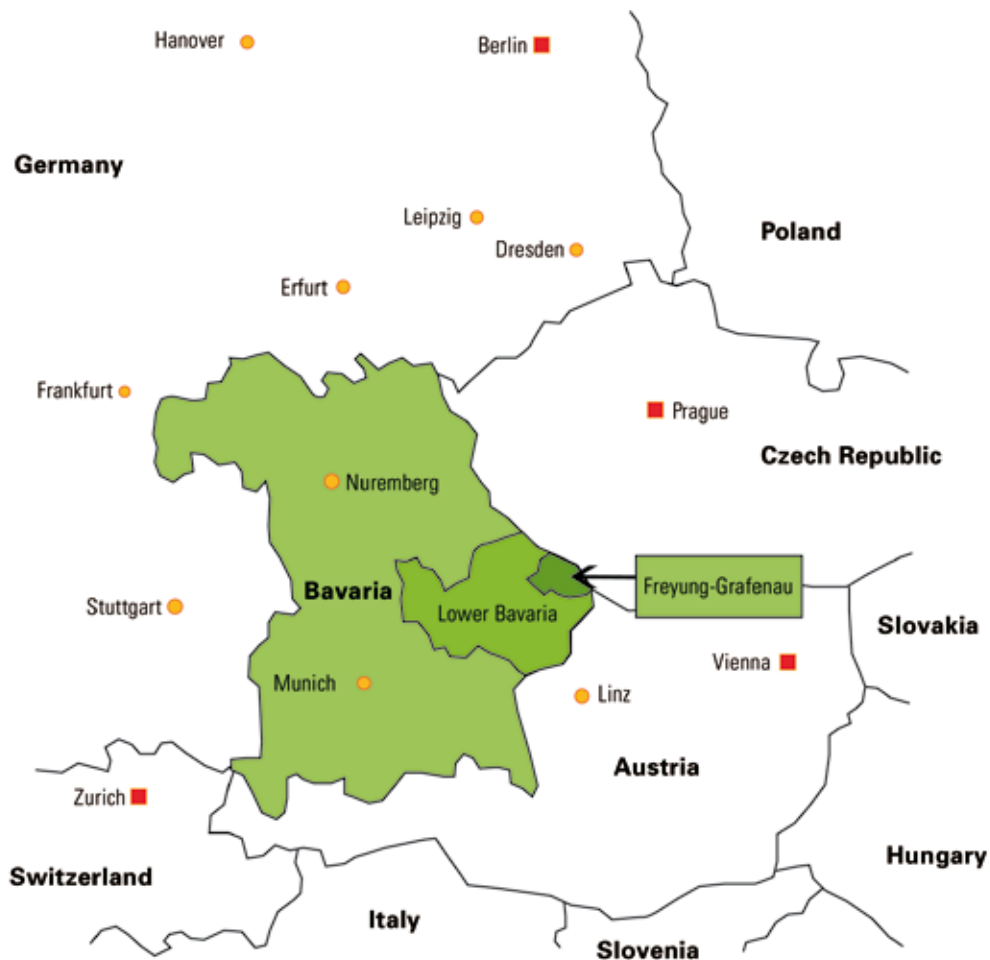 Hanover
Berlin
Germany
Leipzig
Poland
Dresden
Erfurt
Frankfurt
Prague
Czech Republic
Nuremberg
Bavaria
Freyung-Grafenau
Stuttgart
Lower Bavaria
Slovakia
Vienna
Munich
Linz
Austria
Zurich
Hungary
Switzerland
Italy
Slovenia